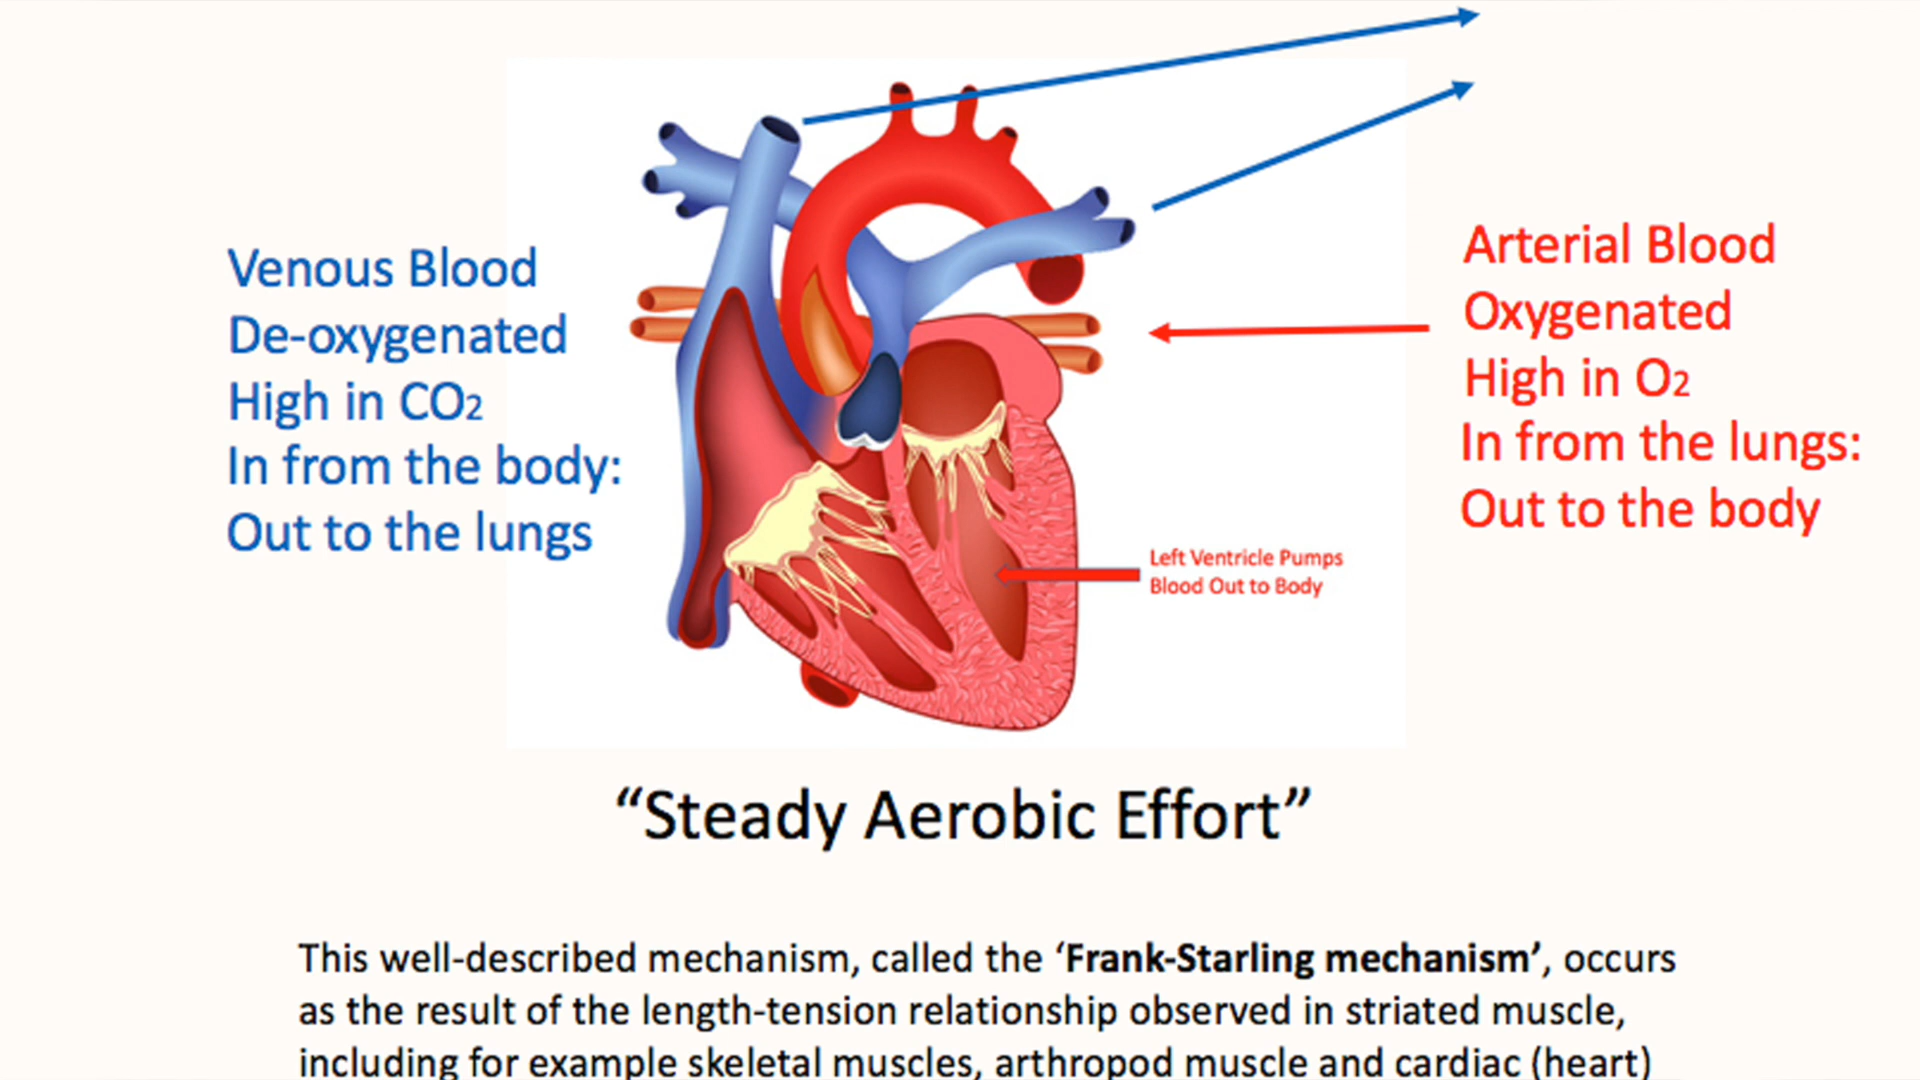 Venous Blood
De-oxygenated
High in CO2
In from the body:
Out to the lungs
Arterial Blood
Oxygenated
High in O2
In from the lungs:
Out to the body
Left Ventricle Pumps
Blood Out to Body
“Steady Aerobic Effort”
This well-described mechanism, called the ‘Frank-Starling mechanism’, occurs
as the result of the length-tension relationship observed in striated muscle,
including for example skeletal muscles, arthropod muscle and cardiac (heart)